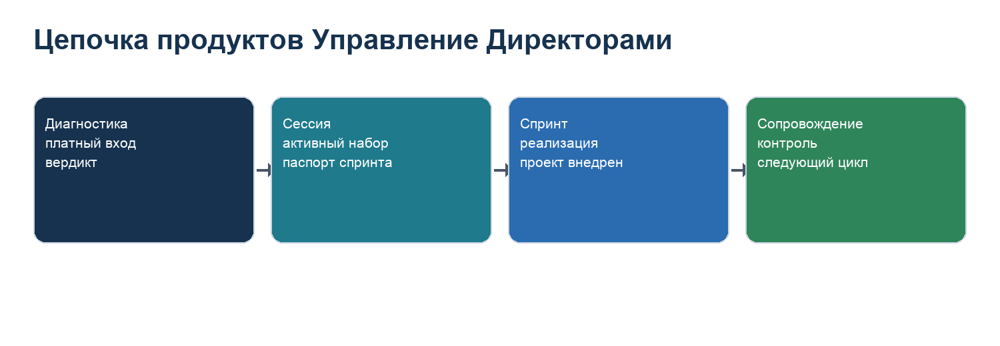 Цепочка продуктов Управление Директорами
Диагностика
платный вход
вердикт
Сессия
активный набор
паспорт спринта
Спринт
реализация
проект внедрен
Сопровождение
контроль
следующий цикл